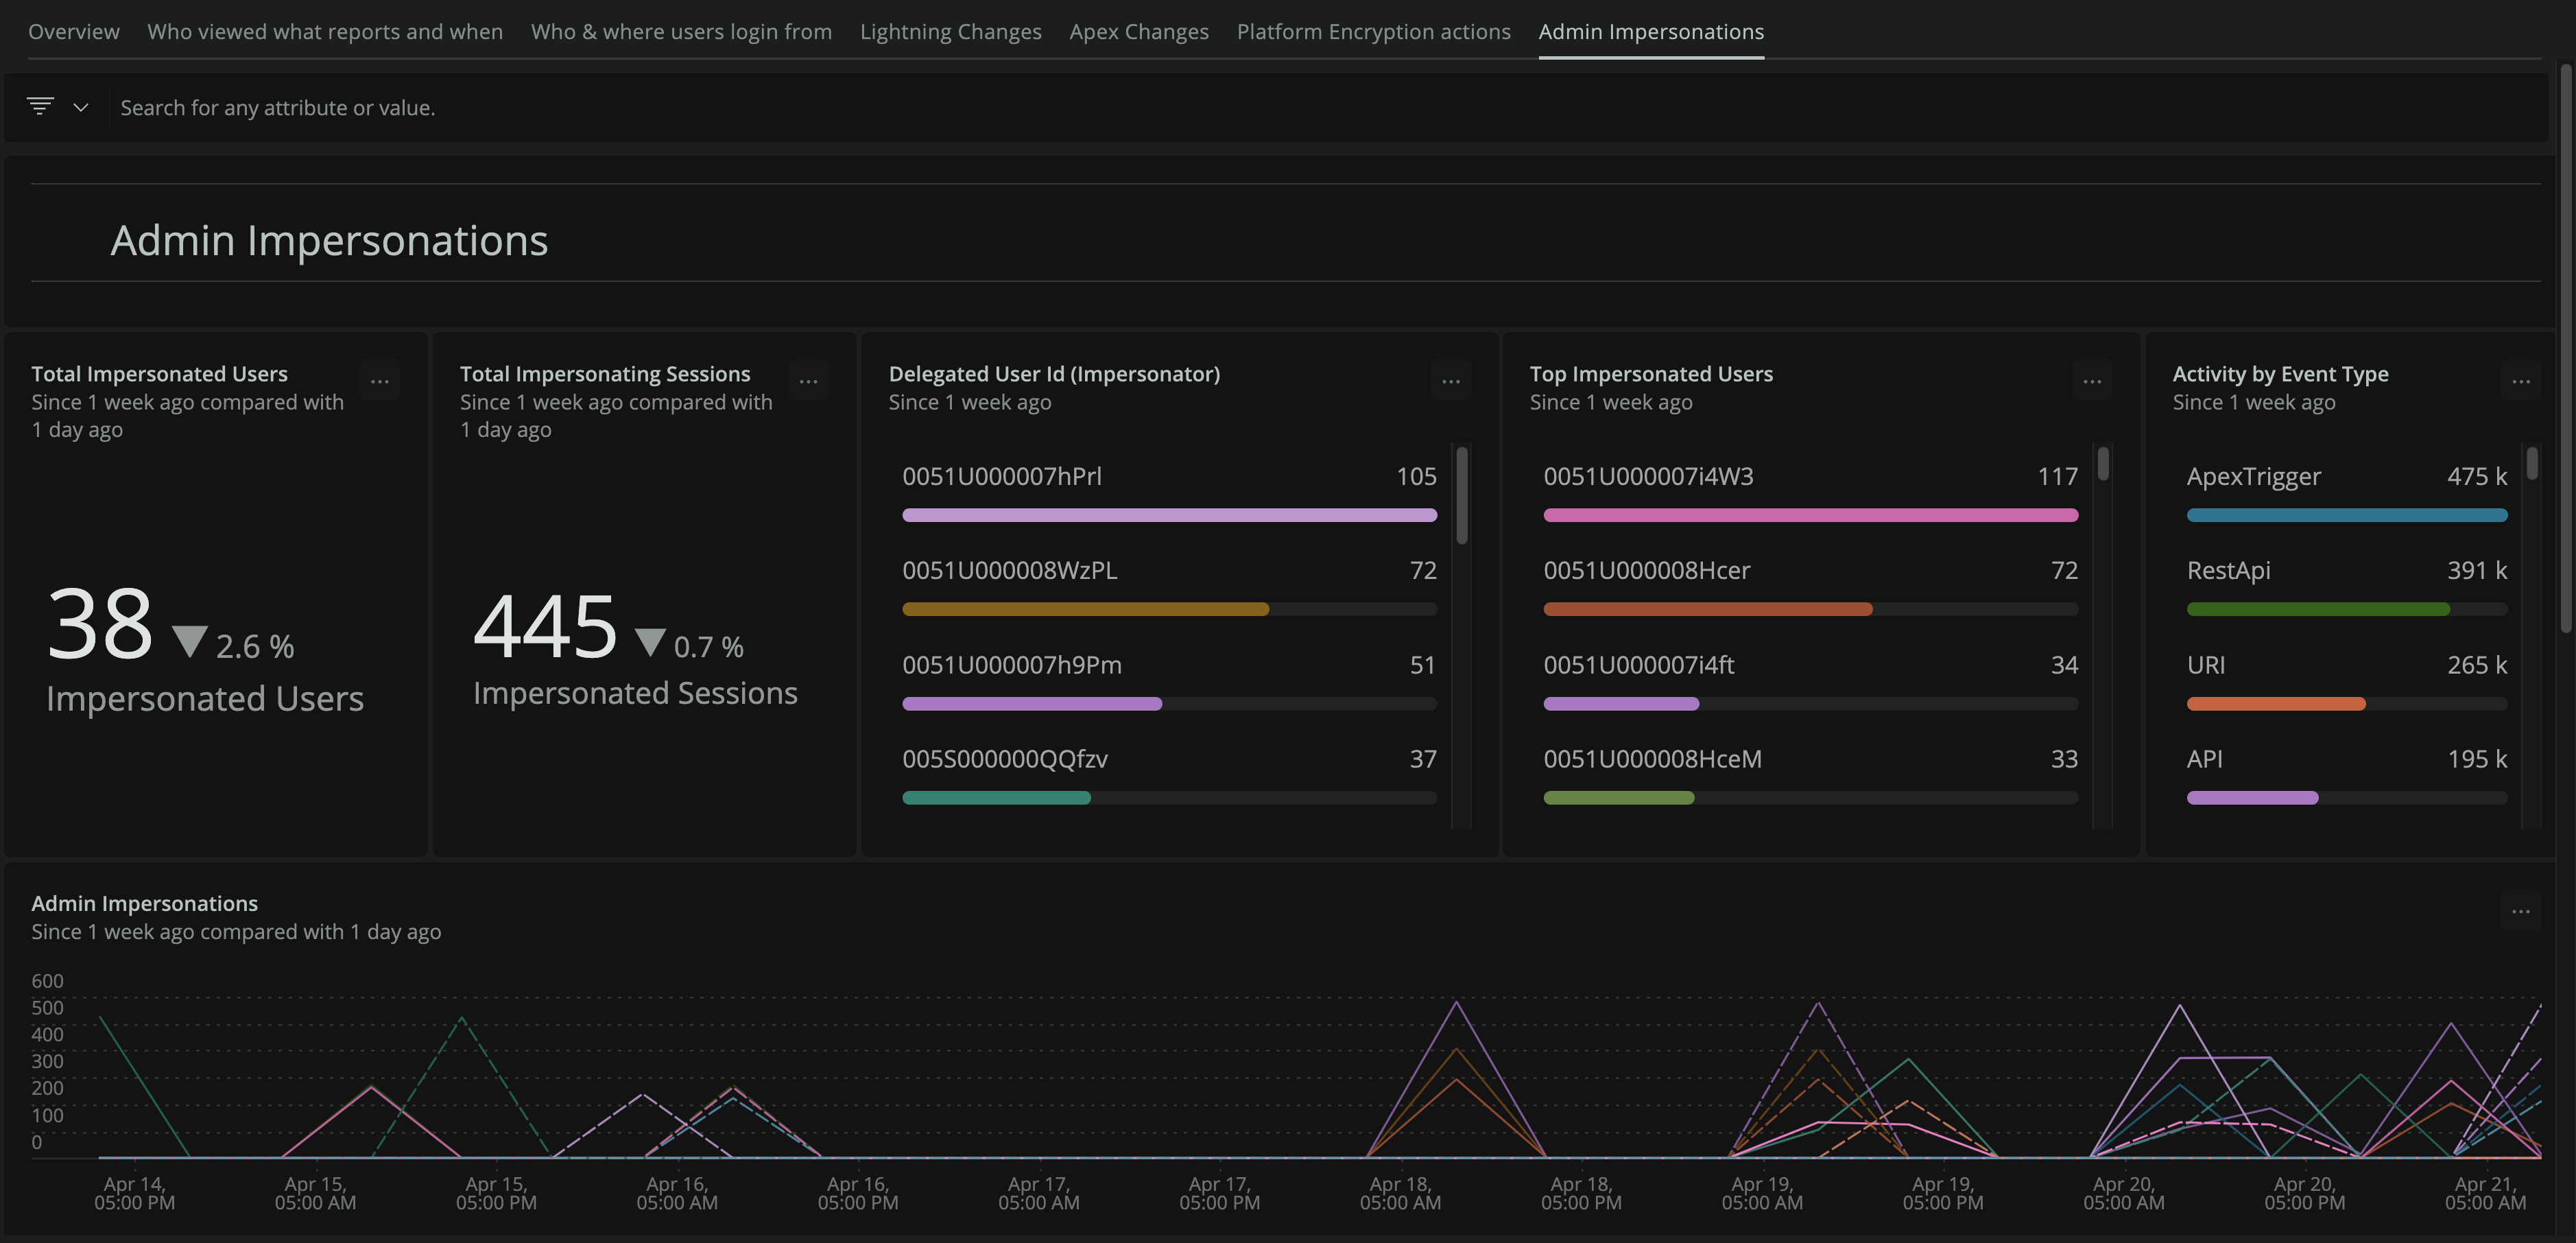 Overview Who viewed what reports and when Who & where users login from Lightning Changes Apex Changes Platform Encryption actions Admin Impersonations
Search for any attribute or value.
Admin Impersonations
Total Impersonated Users
Since 1 week ago compared with
1 day ago
38 ▼ 2.6 %
Impersonated Users
Total Impersonating Sessions
Since 1 week ago compared with
1 day ago
445 ▼ 0.7 %
Impersonated Sessions
Delegated User Id (Impersonator)
Since 1 week ago
0051U000007hPrl 105
0051U000008WzPL 72
0051U000007h9Pm 51
005S000000QQfzv 37
Top Impersonated Users
Since 1 week ago
0051U000007i4W3 117
0051U000008Hcer 72
0051U000007i4ft 34
0051U000008HceM 33
Activity by Event Type
Since 1 week ago
ApexTrigger 475 k
RestApi 391 k
URI 265 k
API 195 k
Admin Impersonations
Since 1 week ago compared with 1 day ago
600
500
400
300
200
100
0
Apr 14,
05:00 PM
Apr 15,
05:00 AM
Apr 15,
05:00 PM
Apr 16,
05:00 AM
Apr 16,
05:00 PM
Apr 17,
05:00 AM
Apr 17,
05:00 PM
Apr 18,
05:00 AM
Apr 18,
05:00 PM
Apr 19,
05:00 AM
Apr 19,
05:00 PM
Apr 20,
05:00 AM
Apr 20,
05:00 PM
Apr 21,
05:00 AM